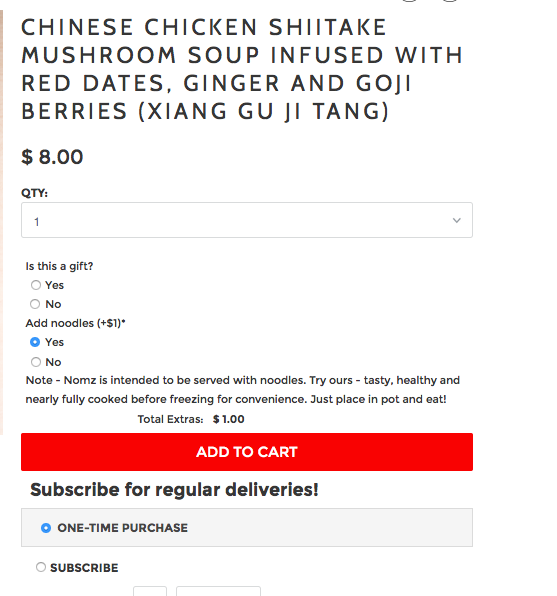 CHINESE CHICKEN SHIITAKE
MUSHROOM SOUP INFUSED WITH
RED DATES, GINGER AND GOJI
BERRIES (XIANG GU JI TANG)
$ 8.00
QTY:
1
Is this a gift?
Yes
No
Add noodles (+$1)*
Yes
No
Note - Nomz is intended to be served with noodles. Try ours - tasty, healthy and
nearly fully cooked before freezing for convenience. Just place in pot and eat!
Total Extras: $ 1.00
ADD TO CART
Subscribe for regular deliveries!
ONE-TIME PURCHASE
SUBSCRIBE